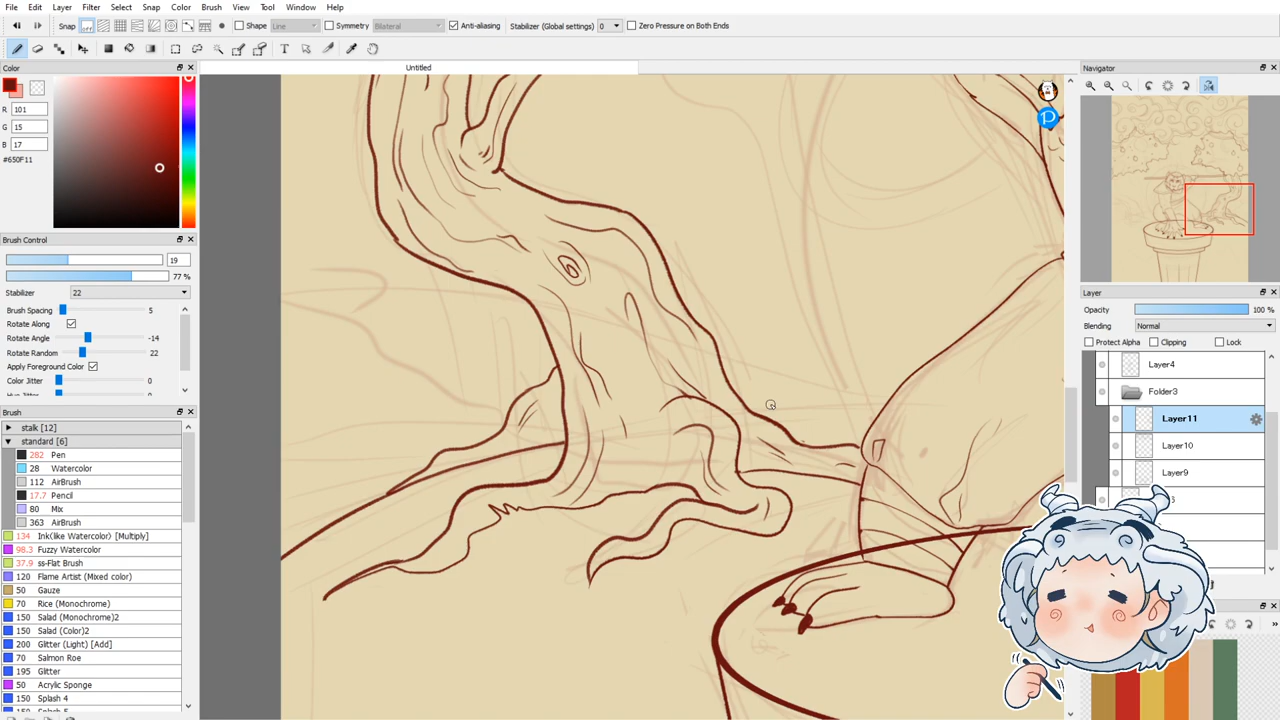 File Edit Layer Filter Select Snap Color Brush View Tool Window Help
Snap off Shape Line Symmetry Bilateral Anti-aliasing Stabilizer (Global settings) 0 Zero Pressure on Both Ends
Untitled
Color
R 101
G 15
B 17
#650F11
Brush Control
19
77 %
Stabilizer 22
Brush Spacing 5
Rotate Along
Rotate Angle -14
Rotate Random 22
Apply Foreground Color
Color Jitter 0
Brush
stalk [12]
standard [6]
282 Pen
28 Watercolor
112 AirBrush
17.7 Pencil
80 Mix
363 AirBrush
134 Ink(like Watercolor) [Multiply]
98.3 Fuzzy Watercolor
37.9 ss-Flat Brush
120 Flame Artist (Mixed color)
50 Gauze
70 Rice (Monochrome)
150 Salad (Monochrome)2
150 Salad (Color)2
200 Glitter (Light) [Add]
70 Salmon Roe
195 Glitter
50 Acrylic Sponge
150 Splash 4
P
Navigator
Layer
Opacity 100 %
Blending Normal
Protect Alpha Clipping Lock
Layer4
Folder3
Layer11
Layer10
Layer9